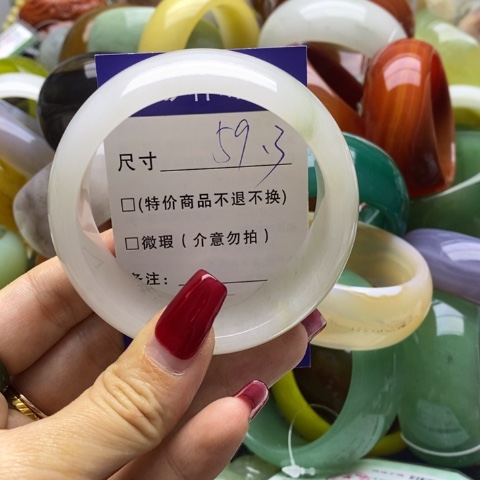 尺寸 59.3
□(特价商品不退不换)
□微瑕(介意勿拍)
备注: